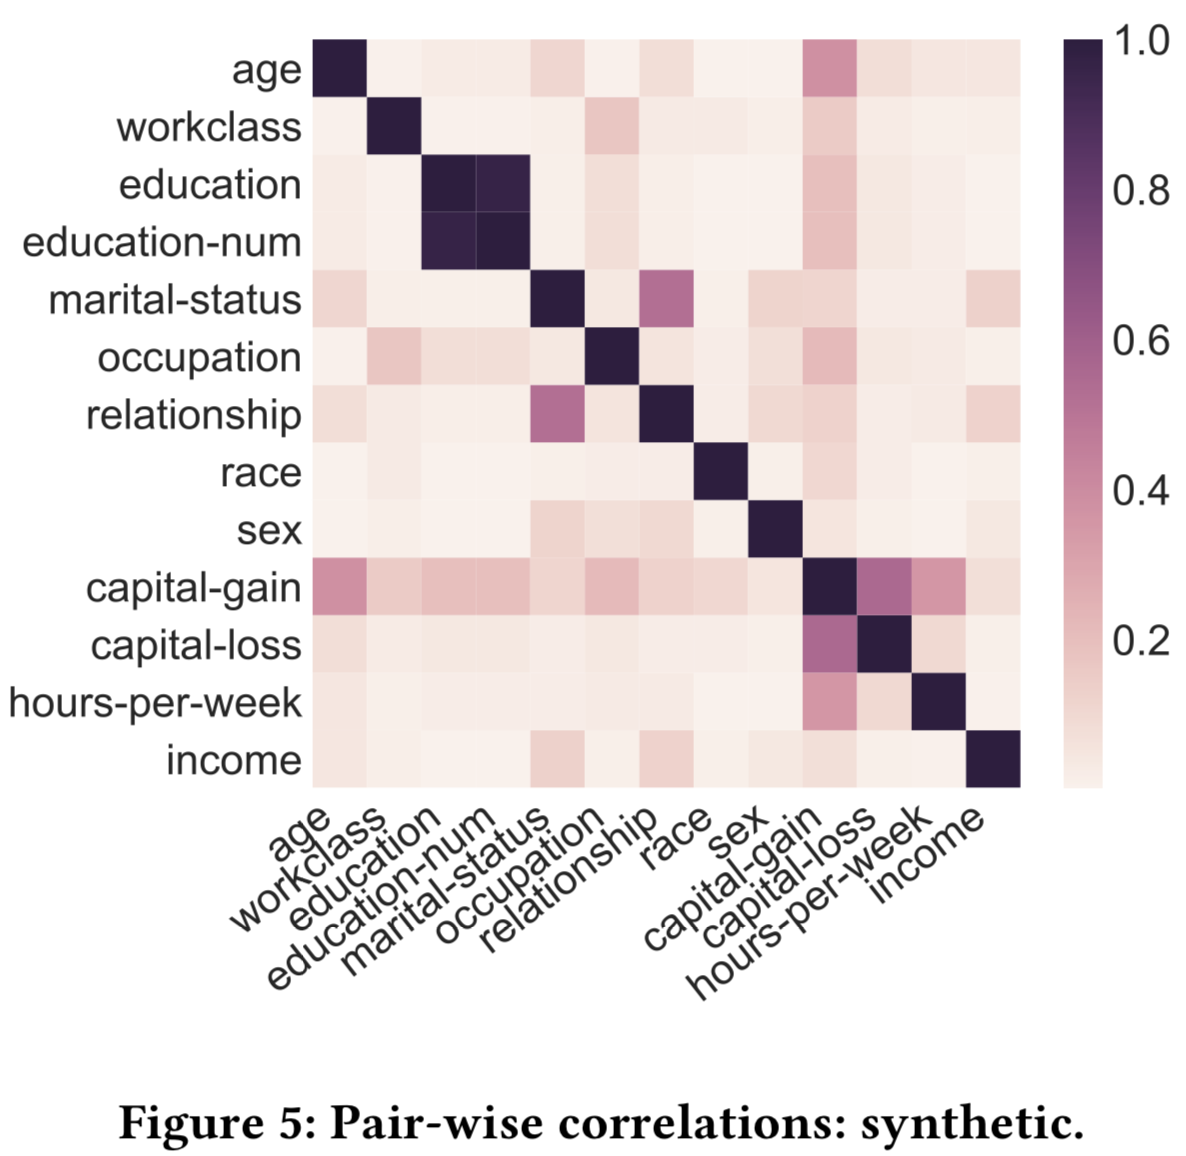 age
workclass
education
education-num
marital-status
occupation
relationship
race
sex
capital-gain
capital-loss
hours-per-week
income
1.0
0.8
0.6
0.4
0.2
age
workclass
education
education-num
marital-status
occupation
relationship
race
sex
capital-gain
capital-loss
hours-per-week
income
Figure 5: Pair-wise correlations: synthetic.